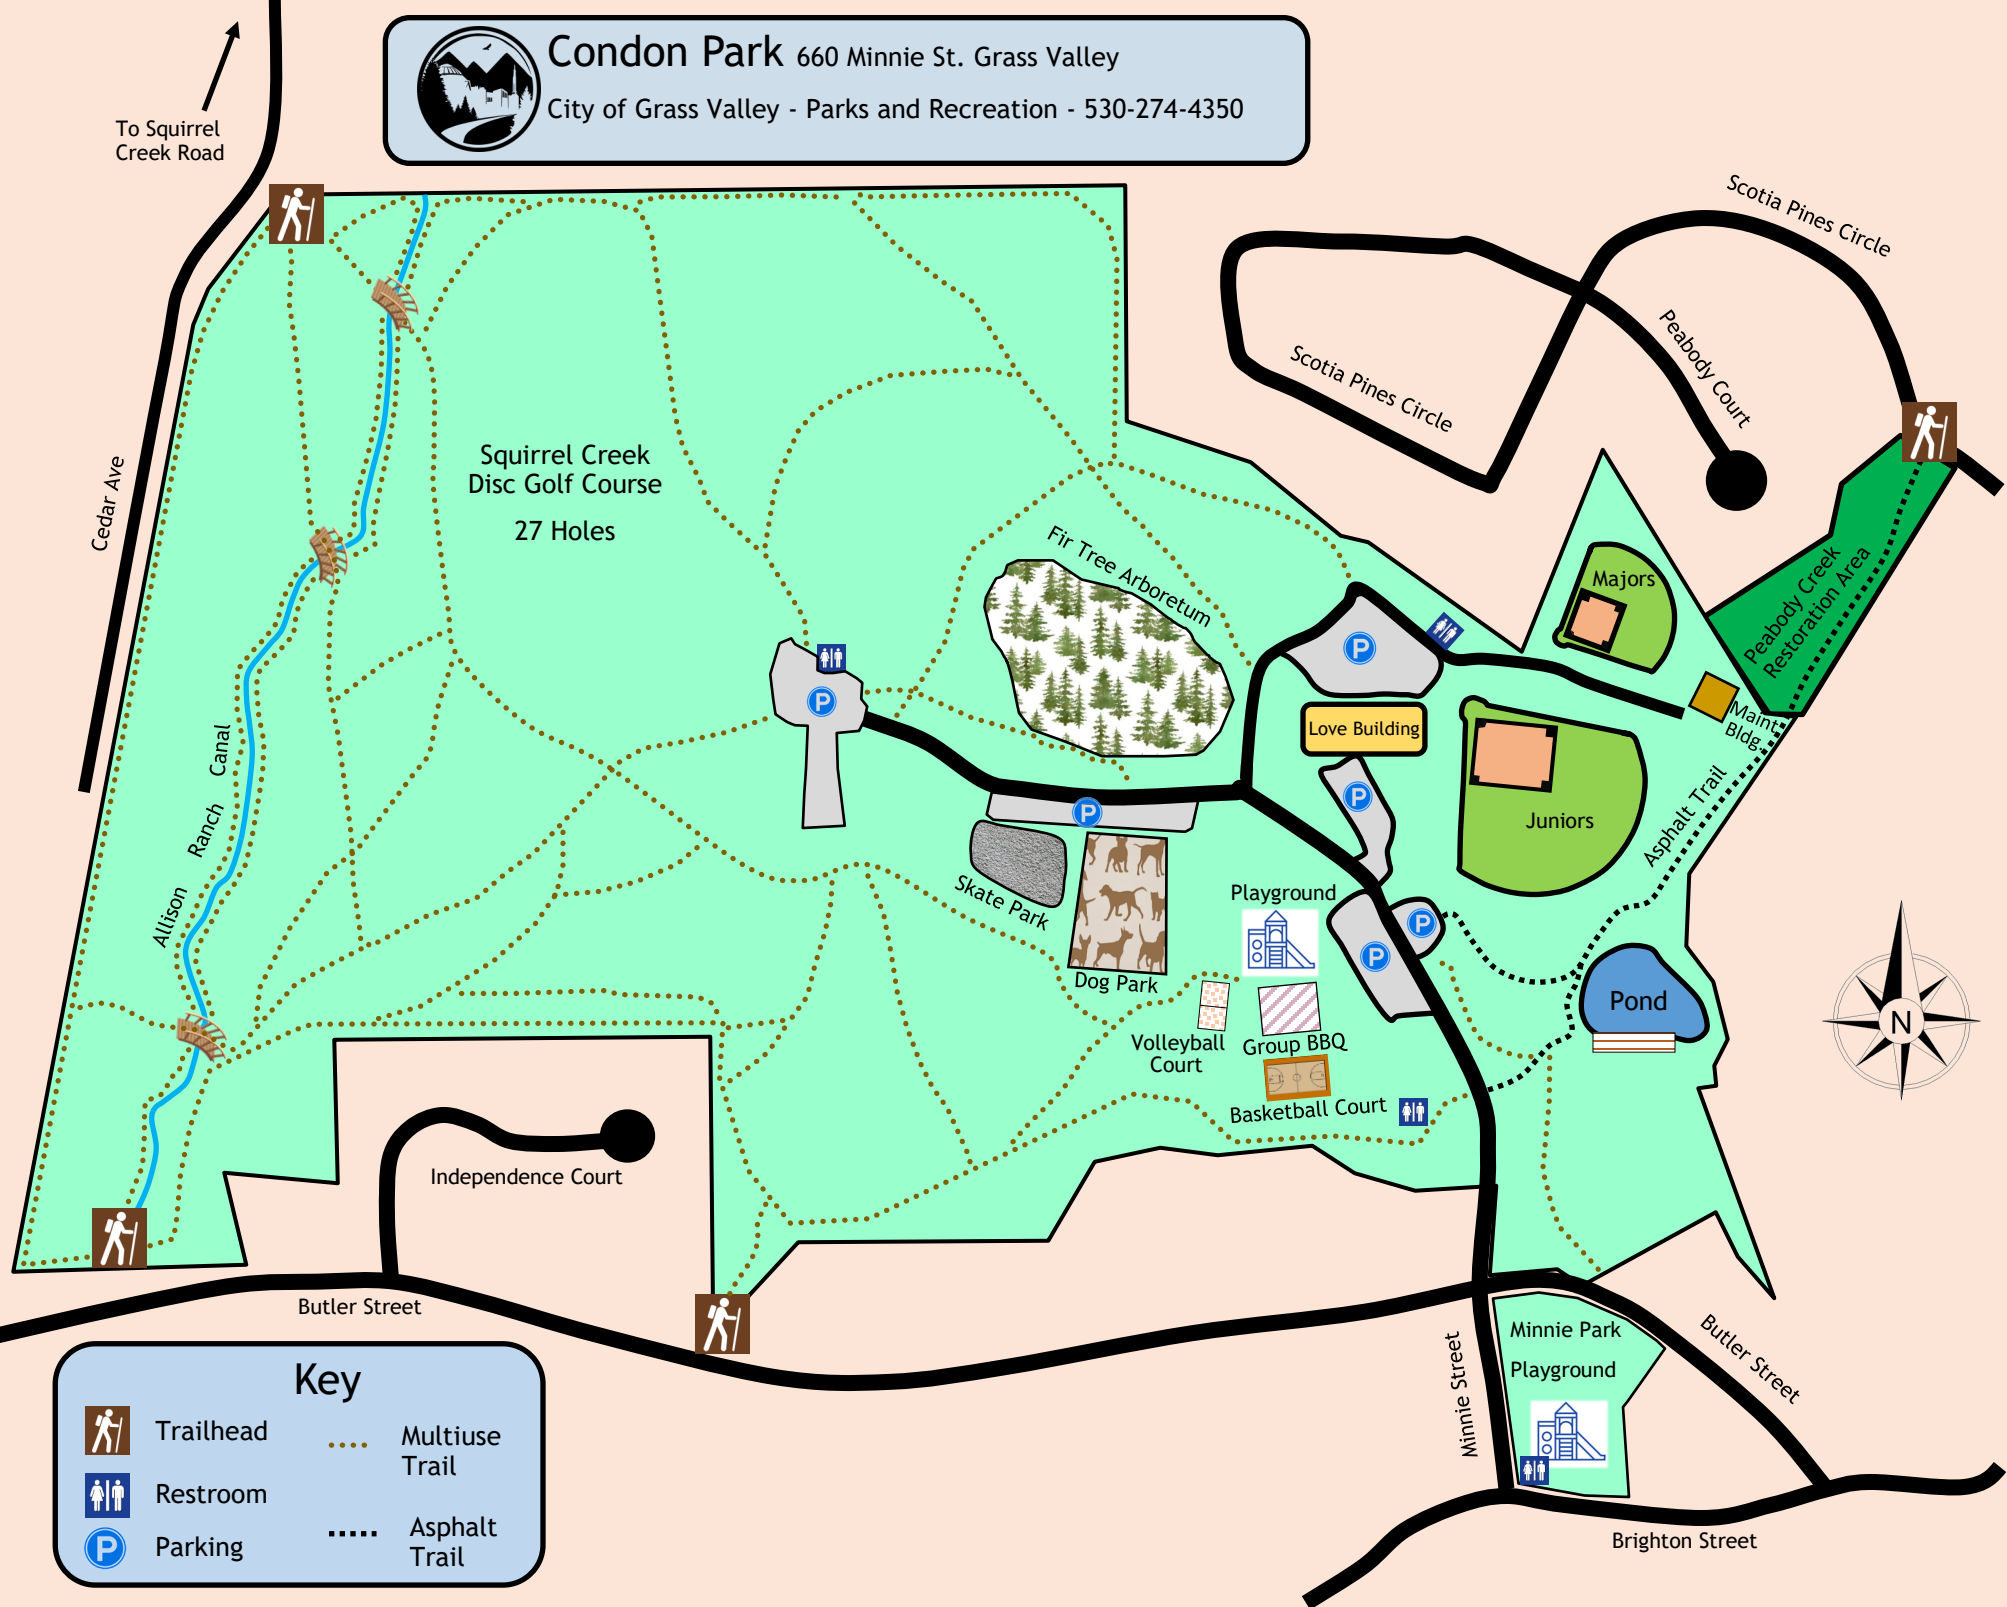 Condon Park 660 Minnie St. Grass Valley
City of Grass Valley - Parks and Recreation - 530-274-4350
To Squirrel
Creek Road
Scotia Pines Circle
Scotia Pines Circle
Peabody Court
Cedar Ave
Squirrel Creek
Disc Golf Course
27 Holes
Fir Tree Arboretum
Majors
Peabody Creek
Restoration Area
P
P
Love Building
Maint.
Bldg.
Allison Ranch Canal
P
P
Juniors
Asphalt Trail
Skate Park
Dog Park
Playground
P
P
Pond
N
Volleyball
Court
Group BBQ
Basketball Court
Independence Court
Butler Street
Minnie Park
Playground
Minnie Street
Butler Street
Brighton Street
Key
Trailhead
Multiuse
Trail
Restroom
P Parking
Asphalt
Trail